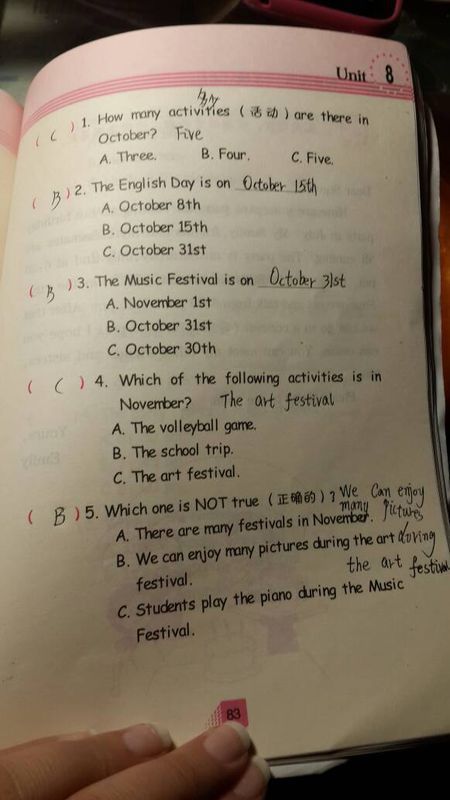 Unit 8
( C ) 1. How many activities (活动) are there in
October? Five
A. Three. B. Four. C. Five.
( B ) 2. The English Day is on October 15th
A. October 8th
B. October 15th
C. October 31st
( B ) 3. The Music Festival is on October 31st
A. November 1st
B. October 31st
C. October 30th
( C ) 4. Which of the following activities is in
November? The art festival
A. The volleyball game.
B. The school trip.
C. The art festival.
( B ) 5. Which one is NOT true (正确的)? We Can enjoy
many pictures
A. There are many festivals in November.
B. We can enjoy many pictures during the art during
the art festival
festival.
C. Students play the piano during the Music
Festival.
83